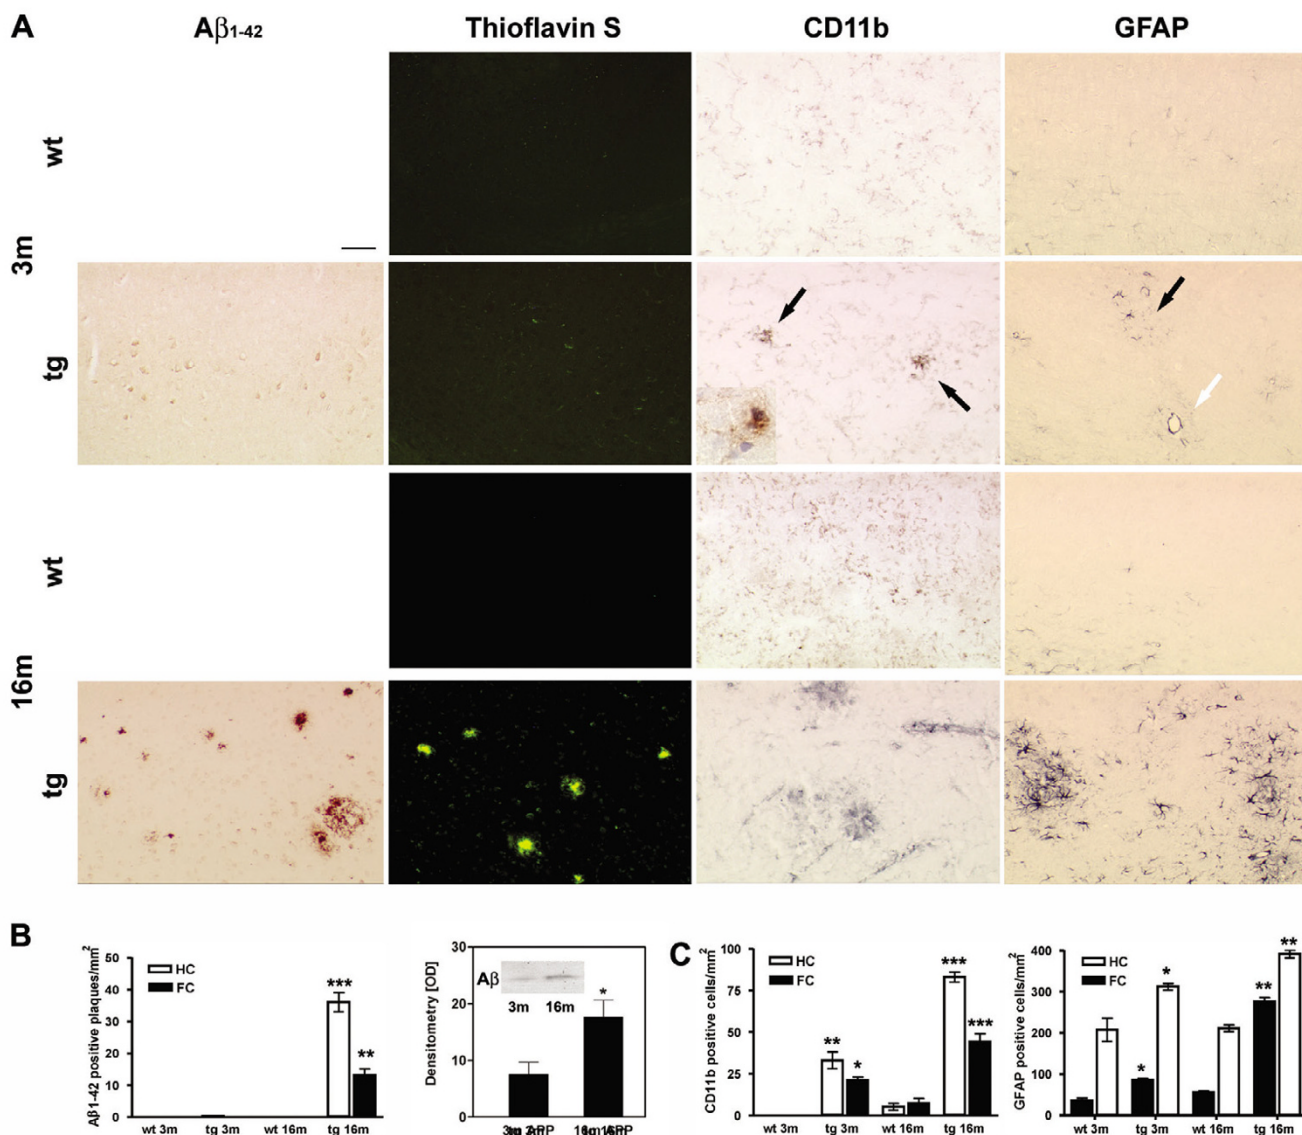 A
Aβ1-42
Thioflavin S
CD11b
GFAP
3m
wt
tg
16m
wt
tg
B
Aβ1-42 positive plaques/mm2
50
40
30
20
10
0
HC
FC
***
**
wt 3m tg 3m wt 16m tg 16m
Densitometry [OD]
30
20
10
0
Aβ
3m 16m
*
C
CD11b positive cells/mm2
100
75
50
25
0
HC
FC
**
*
***
***
wt 3m tg 3m wt 16m tg 16m
GFAP positive cells/mm2
400
300
200
100
0
HC
FC
*
*
**
**
wt 3m tg 3m wt 16m tg 16m